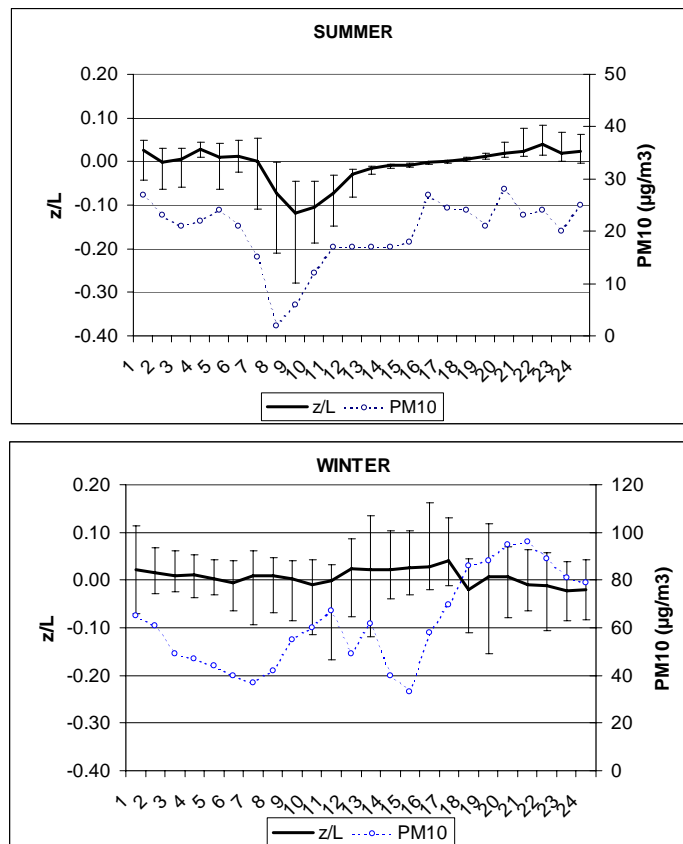 SUMMER
0.20 50
0.10 40
0.00 30
-0.10 20
-0.20 10
-0.30
-0.40 0
z/L
PM10 (µg/m3)
1 2 3 4 5 6 7 8 9 10 11 12 13 14 15 16 17 18 19 20 21 22 23 24
z/L PM10
WINTER
0.20 120
0.10 100
0.00 80
-0.10 60
-0.20 40
-0.30 20
-0.40 0
z/L
PM10 (µg/m3)
1 2 3 4 5 6 7 8 9 10 11 12 13 14 15 16 17 18 19 20 21 22 23 24
z/L PM10